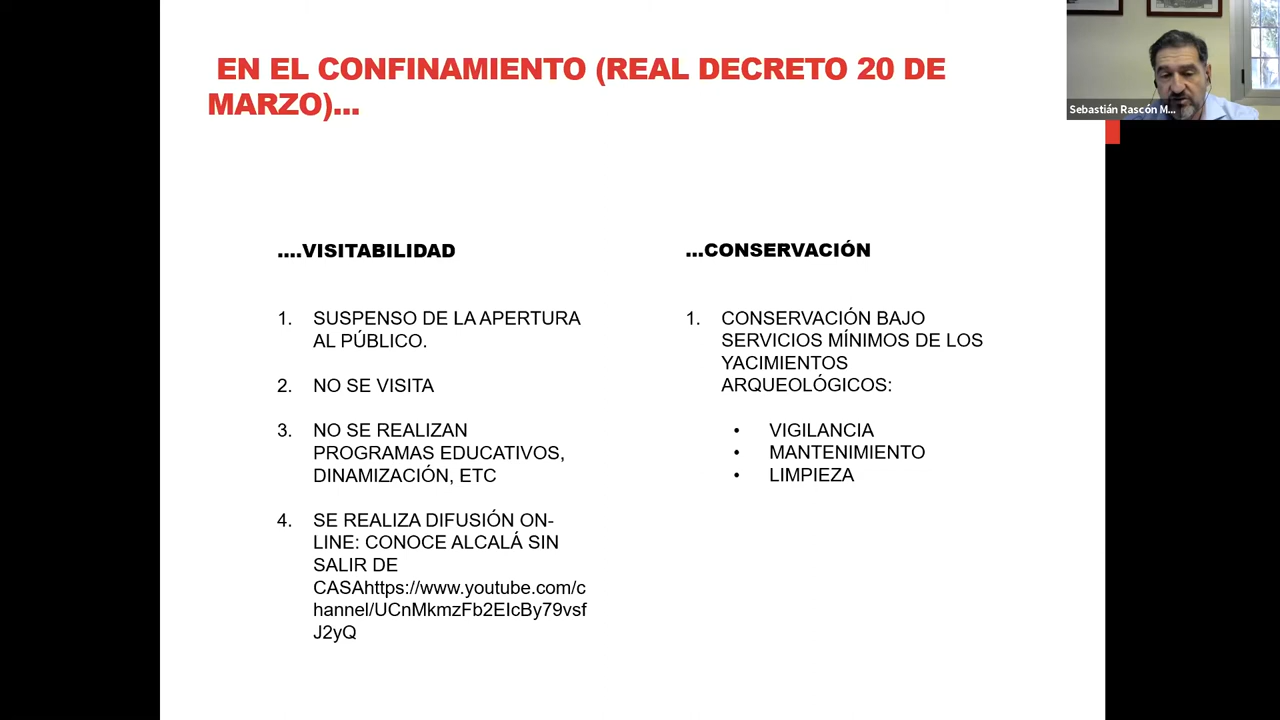 EN EL CONFINAMIENTO (REAL DECRETO 20 DE
MARZO)...
Sebastián Rascón M...
....VISITABILIDAD
1. SUSPENSO DE LA APERTURA
AL PÚBLICO.
2. NO SE VISITA
3. NO SE REALIZAN
PROGRAMAS EDUCATIVOS,
DINAMIZACIÓN, ETC
4. SE REALIZA DIFUSIÓN ON-
LINE: CONOCE ALCALÁ SIN
SALIR DE
CASAhttps://www.youtube.com/c
hannel/UCnMkmzFb2EIcBy79vsf
J2yQ
...CONSERVACIÓN
1. CONSERVACIÓN BAJO
SERVICIOS MÍNIMOS DE LOS
YACIMIENTOS
ARQUEOLÓGICOS:
• VIGILANCIA
• MANTENIMIENTO
• LIMPIEZA